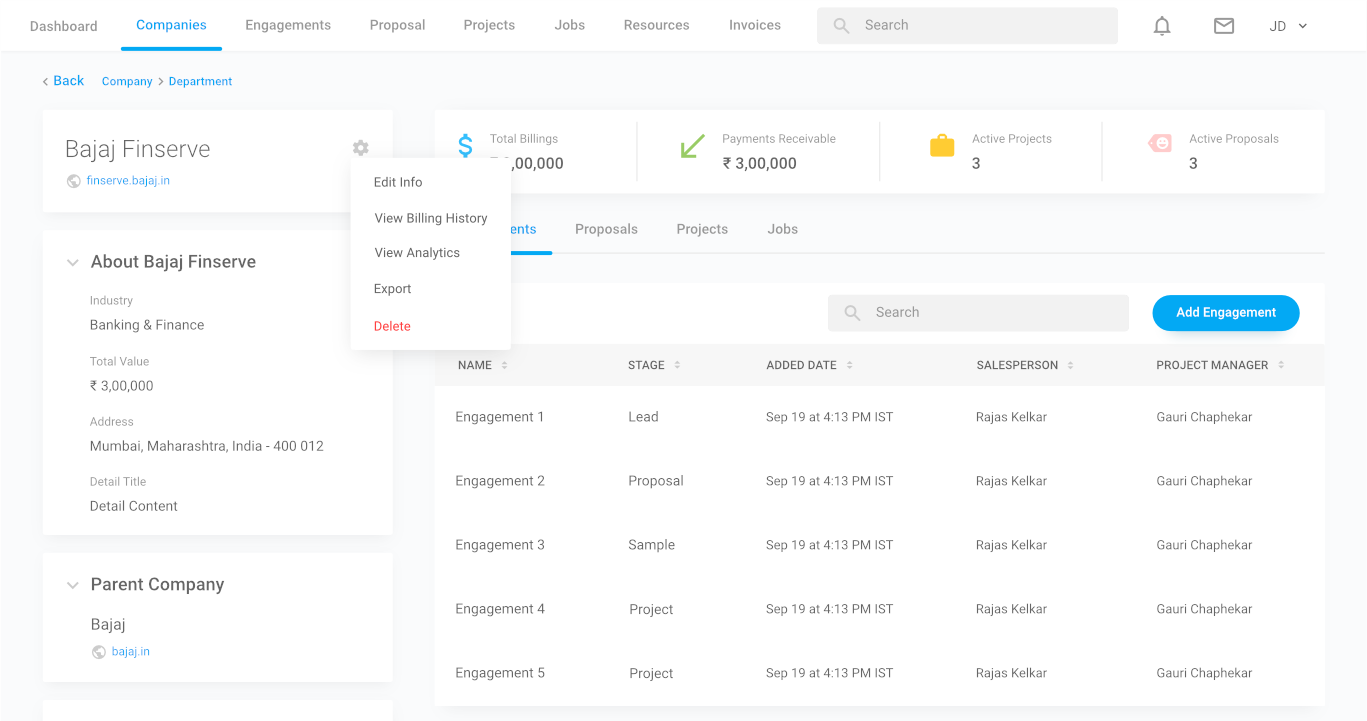 Dashboard Companies Engagements Proposal Projects Jobs Resources Invoices Search JD
< Back Company > Department
Bajaj Finserve
finserve.bajaj.in
Edit Info
View Billing History
View Analytics
Export
Delete
Total Billings
,00,000
Payments Receivable
₹ 3,00,000
Active Projects
3
Active Proposals
3
Proposals Projects Jobs
About Bajaj Finserve
Industry
Banking & Finance
Total Value
₹ 3,00,000
Address
Mumbai, Maharashtra, India - 400 012
Detail Title
Detail Content
Parent Company
Bajaj
bajaj.in
Search Add Engagement
NAME STAGE ADDED DATE SALESPERSON PROJECT MANAGER
Engagement 1 Lead Sep 19 at 4:13 PM IST Rajas Kelkar Gauri Chaphekar
Engagement 2 Proposal Sep 19 at 4:13 PM IST Rajas Kelkar Gauri Chaphekar
Engagement 3 Sample Sep 19 at 4:13 PM IST Rajas Kelkar Gauri Chaphekar
Engagement 4 Project Sep 19 at 4:13 PM IST Rajas Kelkar Gauri Chaphekar
Engagement 5 Project Sep 19 at 4:13 PM IST Rajas Kelkar Gauri Chaphekar